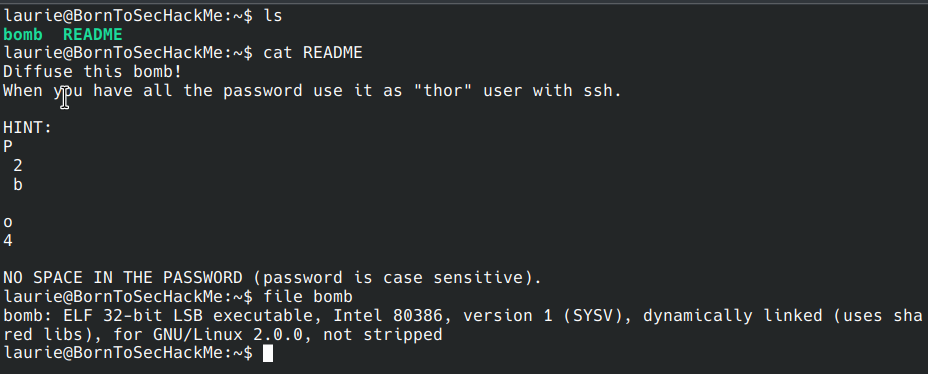 laurie@BornToSecHackMe:~$ ls
bomb  README
laurie@BornToSecHackMe:~$ cat README
Diffuse this bomb!
When you have all the password use it as "thor" user with ssh.

HINT:
P
 2
 b

o
4

NO SPACE IN THE PASSWORD (password is case sensitive).
laurie@BornToSecHackMe:~$ file bomb
bomb: ELF 32-bit LSB executable, Intel 80386, version 1 (SYSV), dynamically linked (uses sha
red libs), for GNU/Linux 2.0.0, not stripped
laurie@BornToSecHackMe:~$